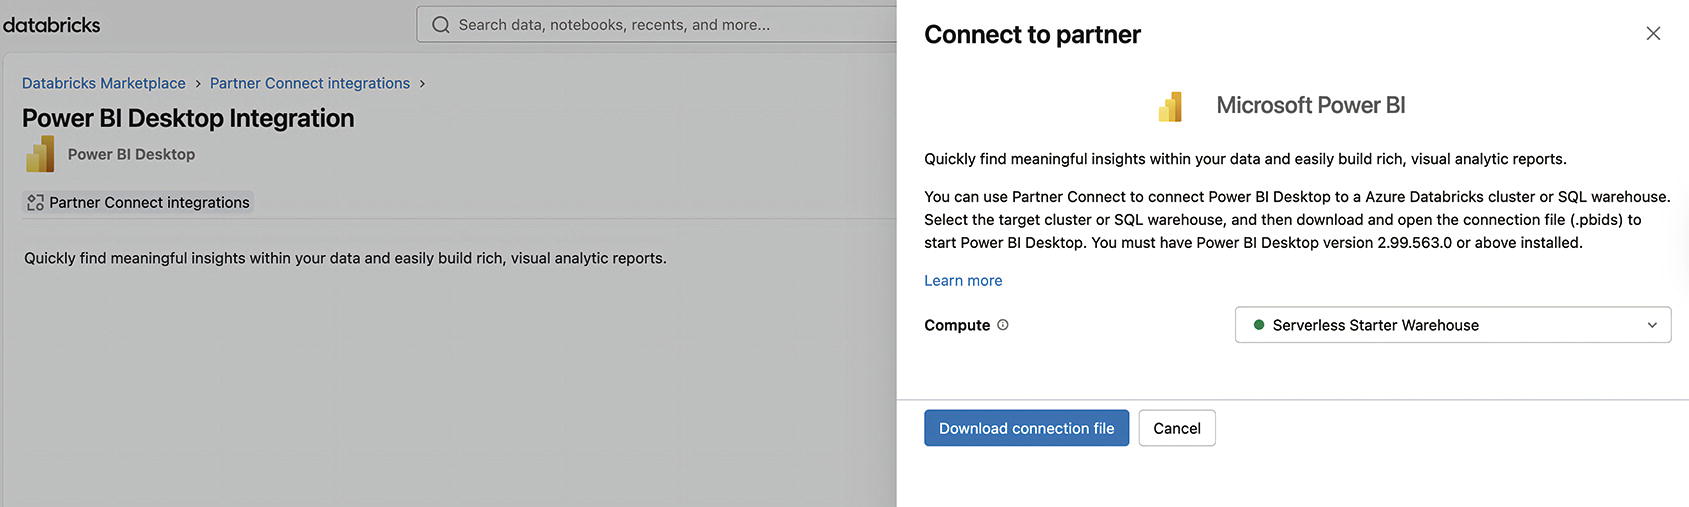 databricks
Search data, notebooks, recents, and more...
Databricks Marketplace > Partner Connect integrations >
Power BI Desktop Integration
Power BI Desktop
Partner Connect integrations
Quickly find meaningful insights within your data and easily build rich, visual analytic reports.
Connect to partner
Microsoft Power BI
Quickly find meaningful insights within your data and easily build rich, visual analytic reports.
You can use Partner Connect to connect Power BI Desktop to a Azure Databricks cluster or SQL warehouse.
Select the target cluster or SQL warehouse, and then download and open the connection file (.pbids) to
start Power BI Desktop. You must have Power BI Desktop version 2.99.563.0 or above installed.
Learn more
Compute
Serverless Starter Warehouse
Download connection file
Cancel